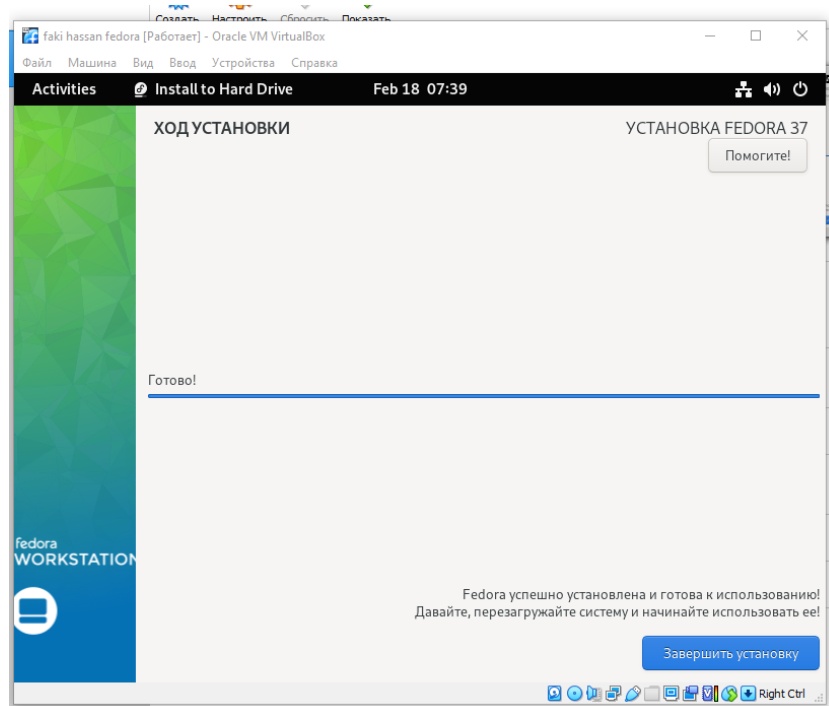 Создать Настроить Сбросить Показать
faki hassan fedora [Работает] - Oracle VM VirtualBox
Файл Машина Вид Ввод Устройства Справка
Activities Install to Hard Drive Feb 18 07:39
ХОД УСТАНОВКИ
УСТАНОВКА FEDORA 37
Помогите!
Готово!
fedora
WORKSTATION
Fedora успешно установлена и готова к использованию!
Давайте, перезагружайте систему и начинайте использовать ее!
Завершить установку
Right Ctrl